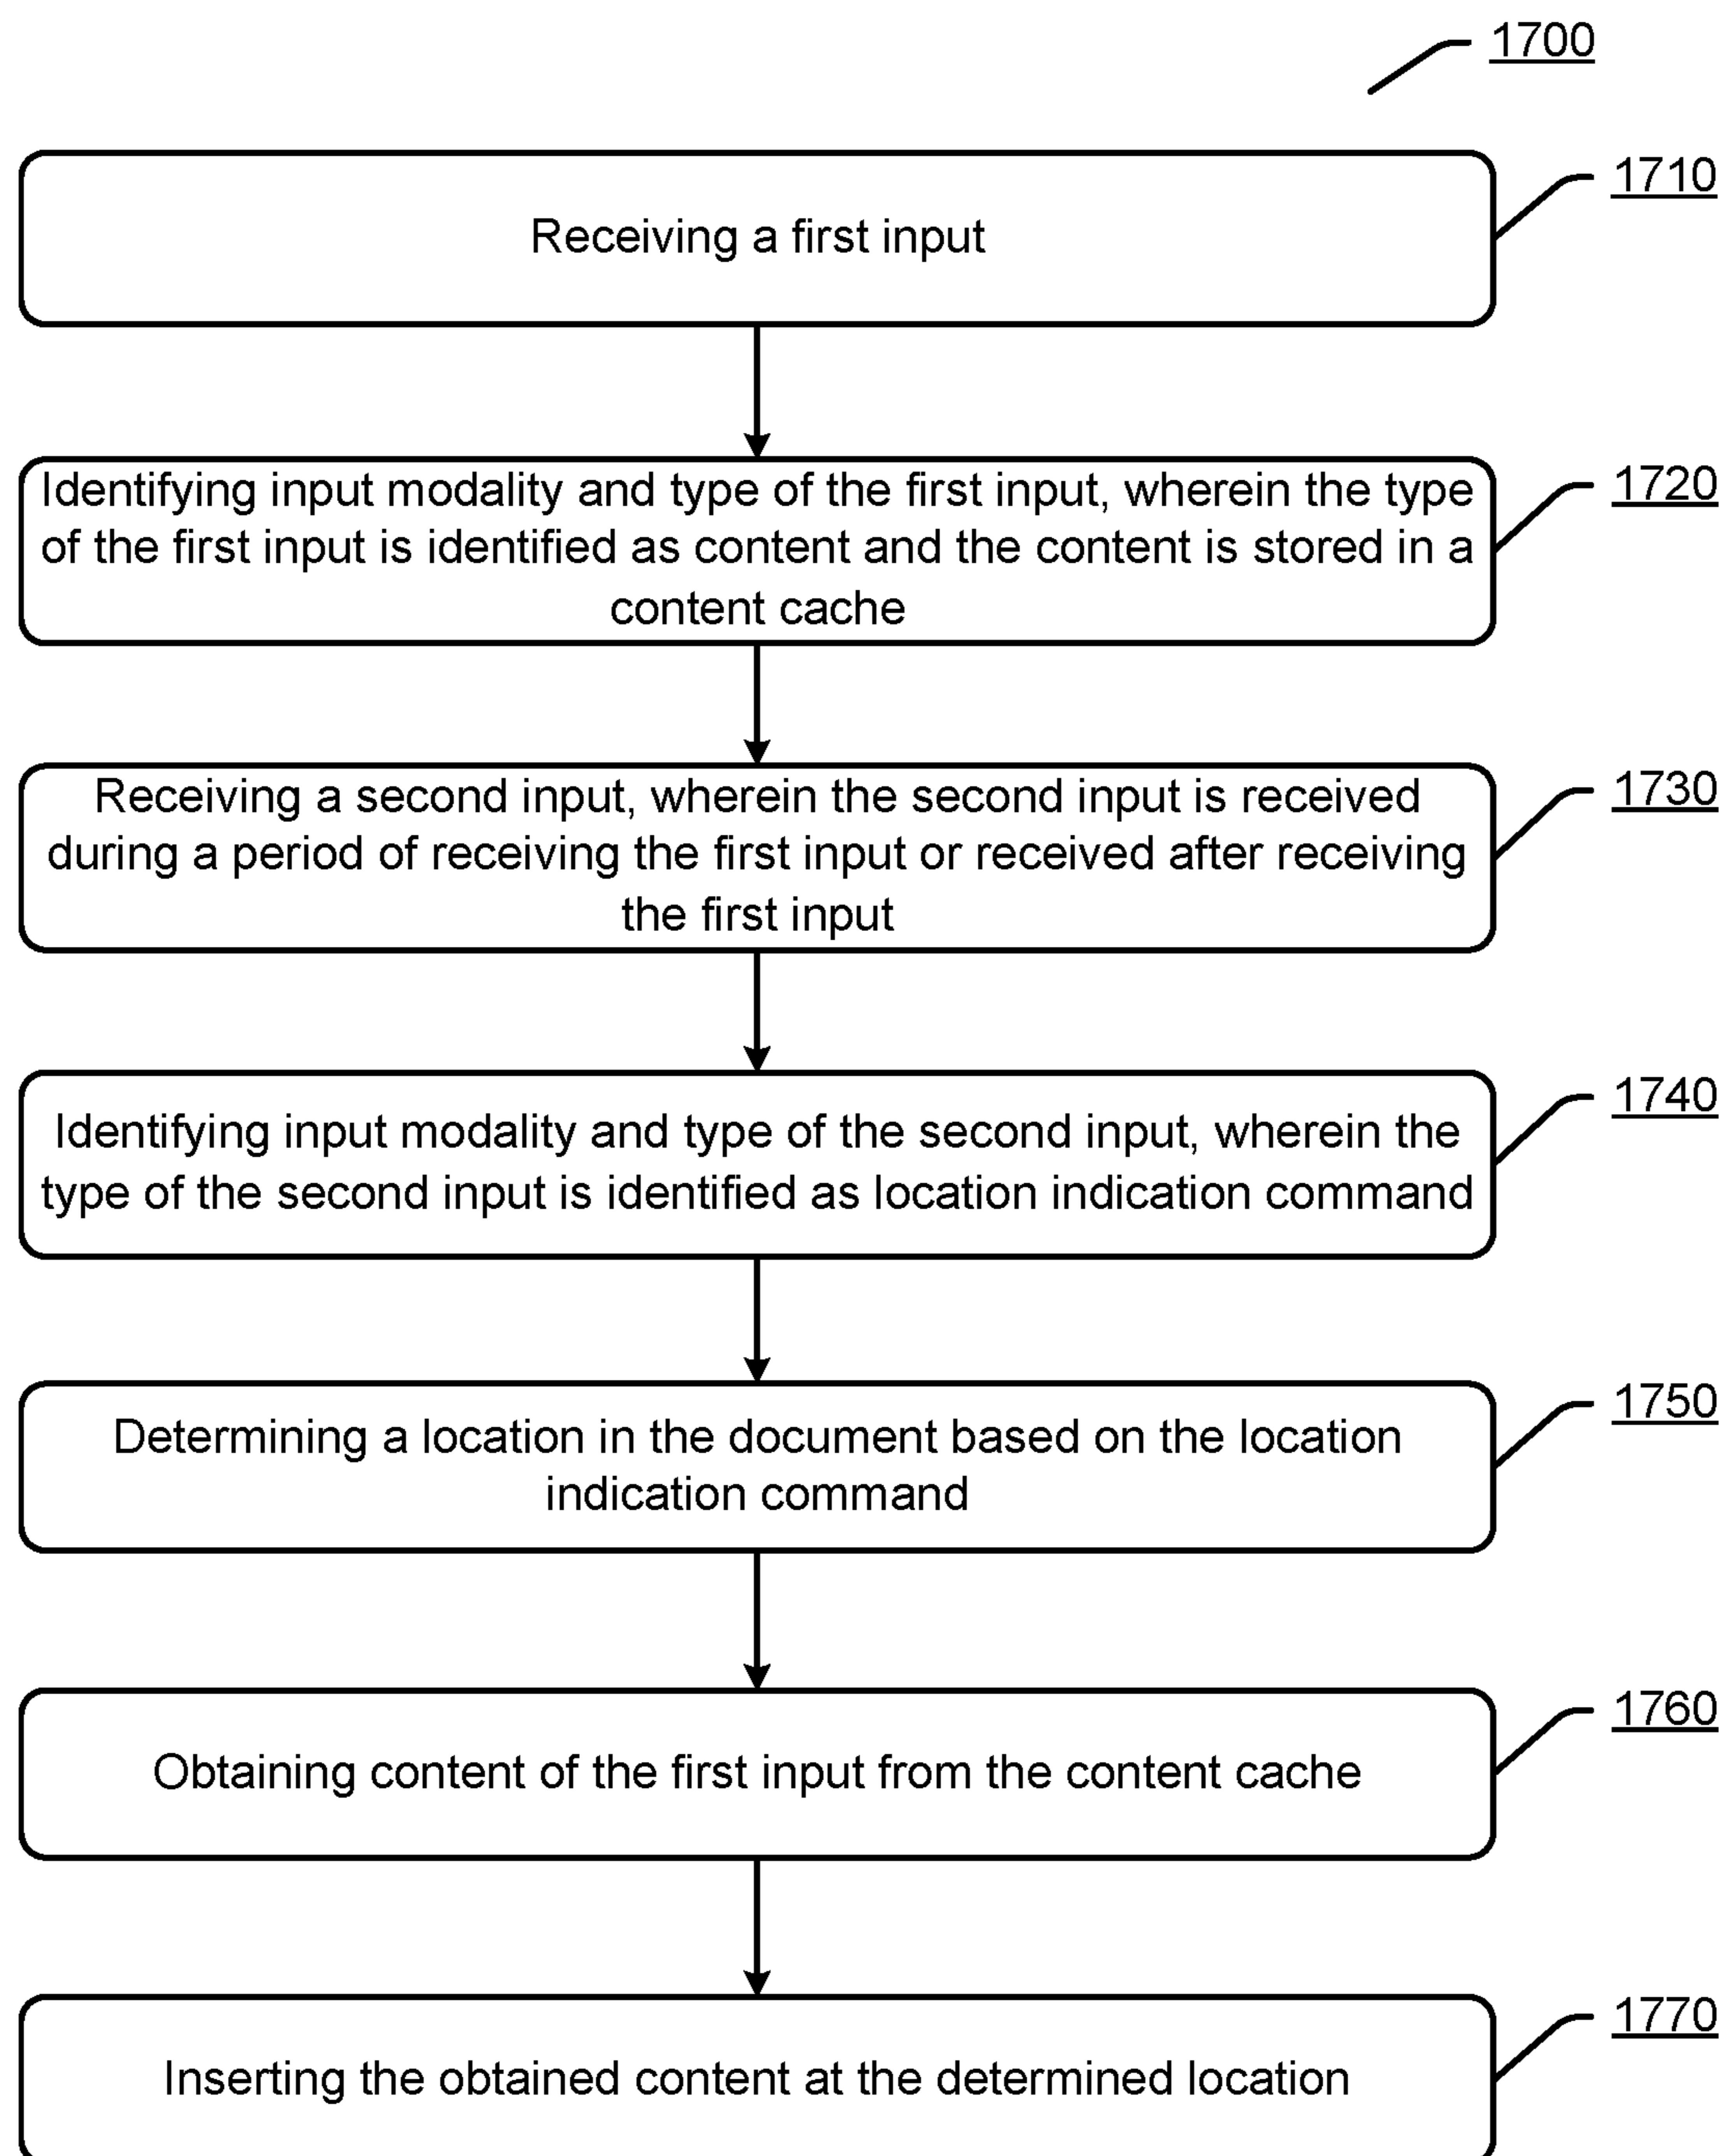 1700
1710
Receiving a first input
1720
Identifying input modality and type of the first input, wherein the type
of the first input is identified as content and the content is stored in a
content cache
1730
Receiving a second input, wherein the second input is received
during a period of receiving the first input or received after receiving
the first input
1740
Identifying input modality and type of the second input, wherein the
type of the second input is identified as location indication command
1750
Determining a location in the document based on the location
indication command
1760
Obtaining content of the first input from the content cache
1770
Inserting the obtained content at the determined location